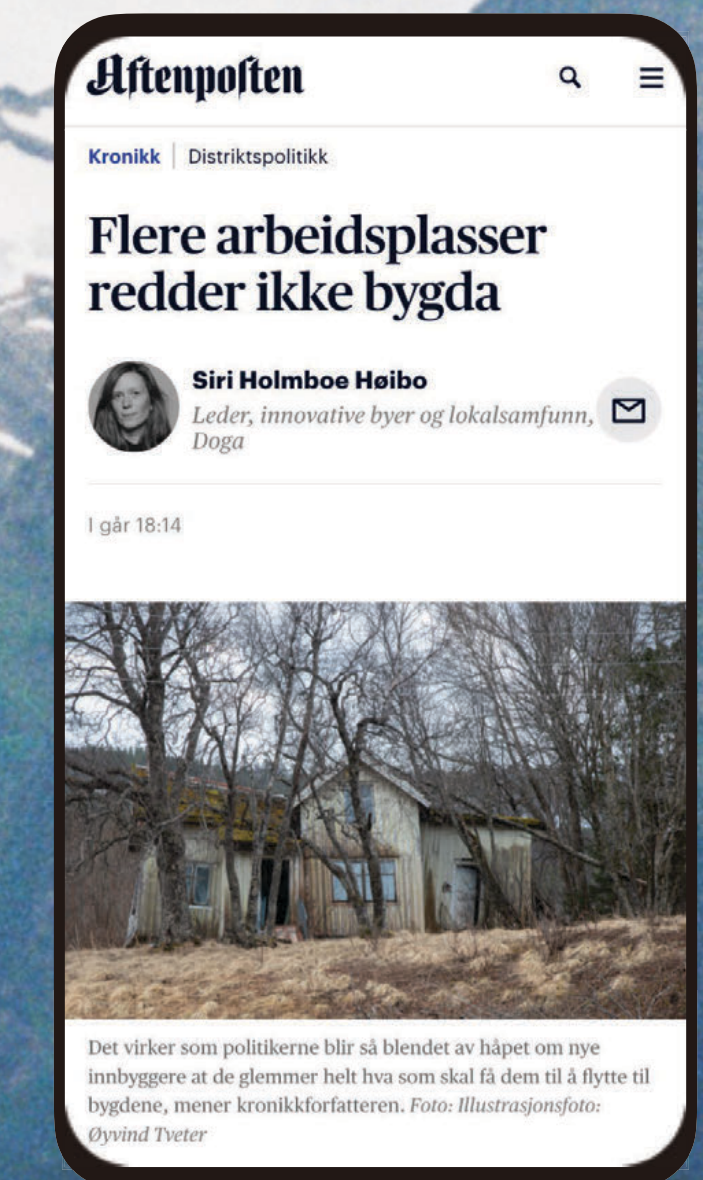 Aftenposten
Kronikk | Distriktspolitikk
Flere arbeidsplasser
redder ikke bygda
Siri Holmboe Høibo
Leder, innovative byer og lokalsamfunn,
Doga
I går 18:14
Det virker som politikerne blir så blendet av håpet om nye
innbyggere at de glemmer helt hva som skal få dem til å flytte til
bygdene, mener kronikkforfatteren. Foto: Illustrasjonsfoto:
Øyvind Tveter